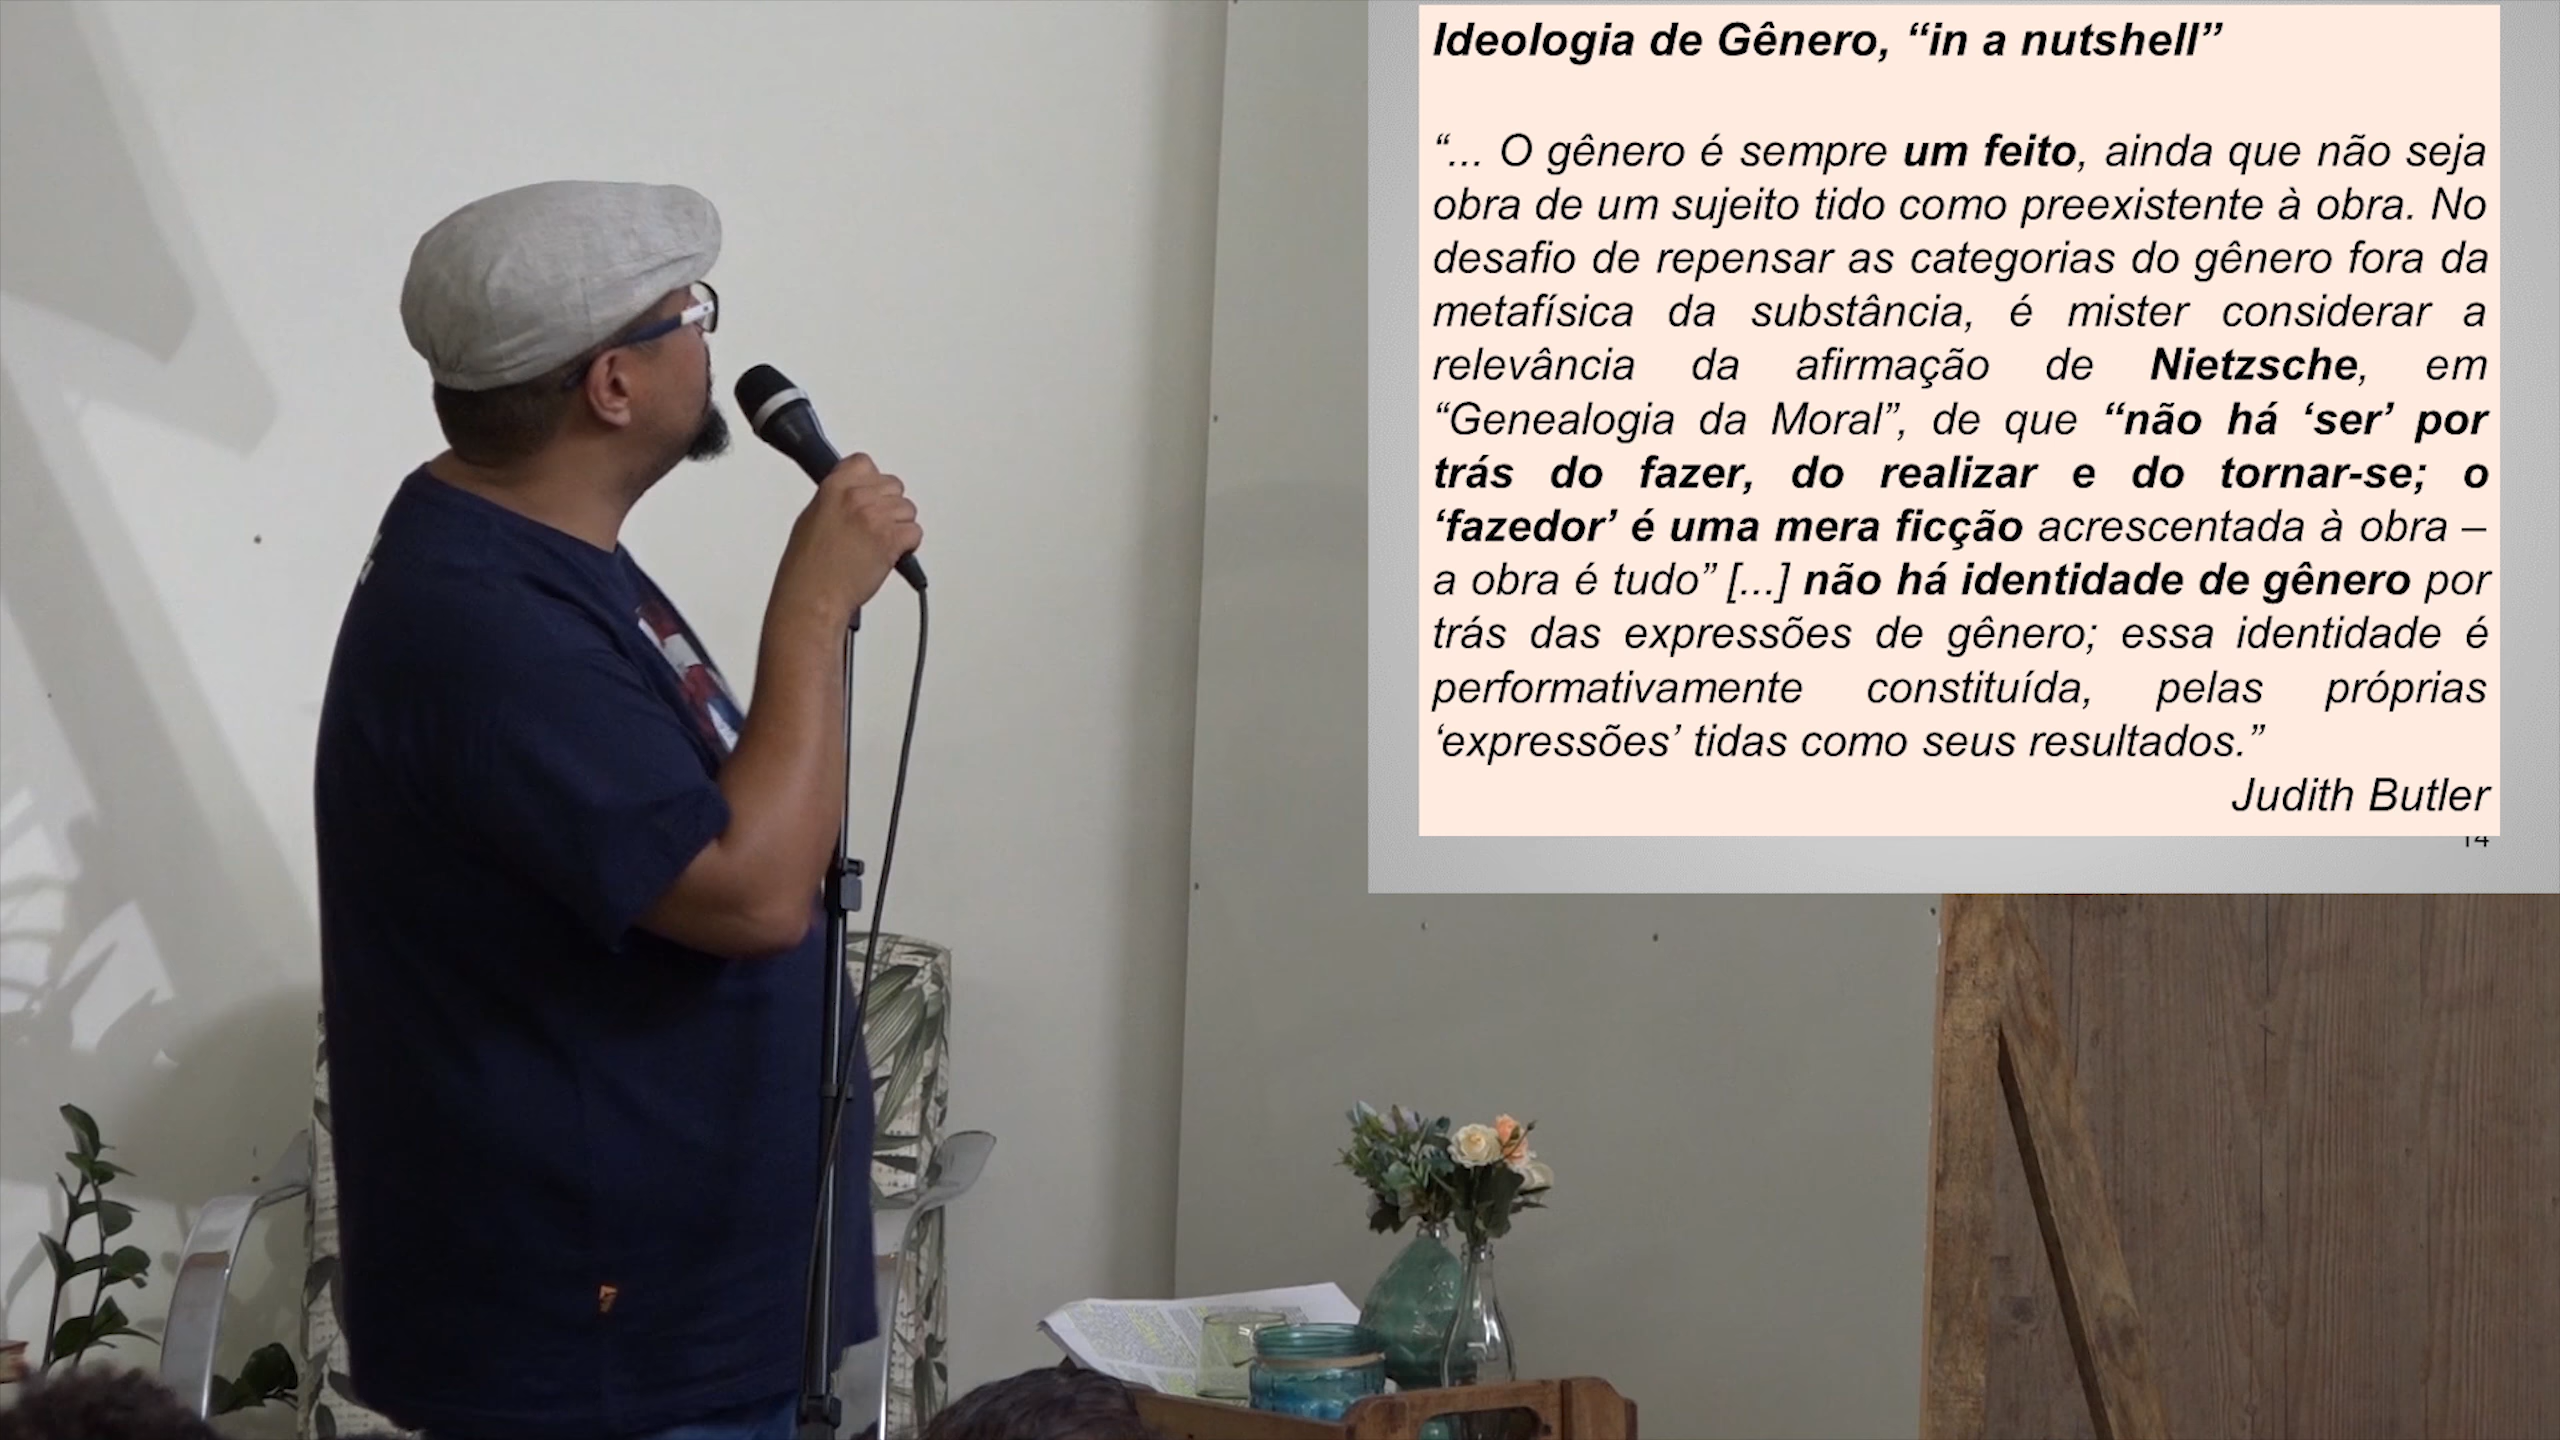 Ideologia de Gênero, “in a nutshell”
“... O gênero é sempre um feito, ainda que não seja
obra de um sujeito tido como preexistente à obra. No
desafio de repensar as categorias do gênero fora da
metafísica da substância, é mister considerar a
relevância da afirmação de Nietzsche, em
“Genealogia da Moral”, de que “não há ‘ser’ por
trás do fazer, do realizar e do tornar-se; o
‘fazedor’ é uma mera ficção acrescentada à obra –
a obra é tudo” [...] não há identidade de gênero por
trás das expressões de gênero; essa identidade é
performativamente constituída, pelas próprias
‘expressões’ tidas como seus resultados.”
Judith Butler
14